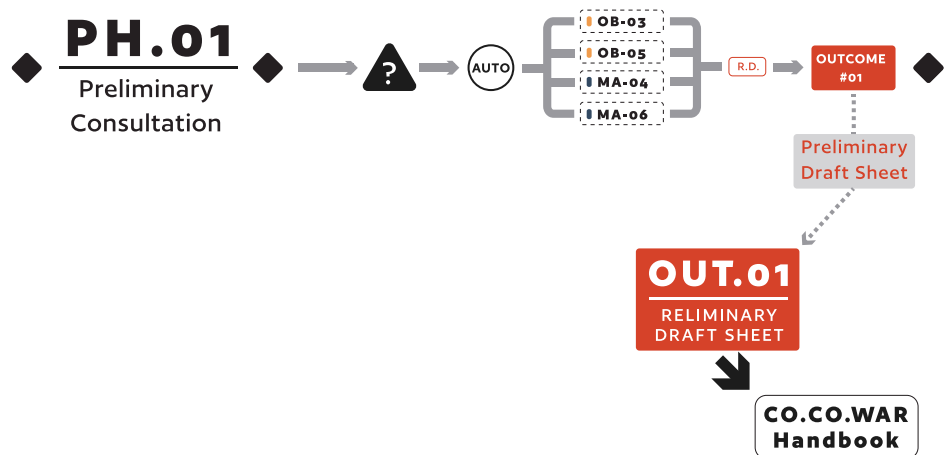 PH.01
Preliminary
Consultation
?
AUTO
OB-03
OB-05
MA-04
MA-06
R.D.
OUTCOME
#01
Preliminary
Draft Sheet
OUT.01
RELIMINARY
DRAFT SHEET
CO.CO.WAR
Handbook